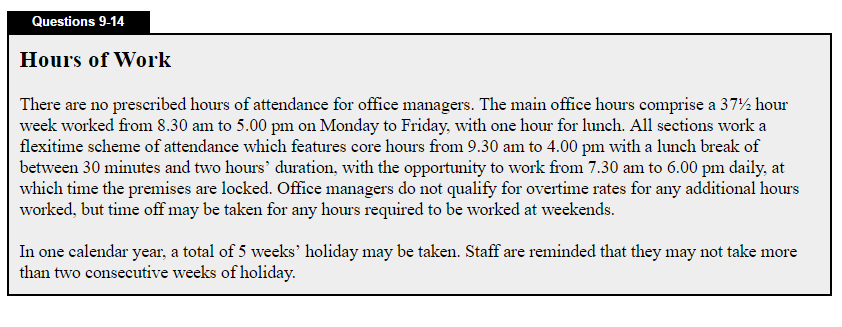 Questions 9-14
Hours of Work
There are no prescribed hours of attendance for office managers. The main office hours comprise a 37½ hour
week worked from 8.30 am to 5.00 pm on Monday to Friday, with one hour for lunch. All sections work a
flexitime scheme of attendance which features core hours from 9.30 am to 4.00 pm with a lunch break of
between 30 minutes and two hours’ duration, with the opportunity to work from 7.30 am to 6.00 pm daily, at
which time the premises are locked. Office managers do not qualify for overtime rates for any additional hours
worked, but time off may be taken for any hours required to be worked at weekends.
In one calendar year, a total of 5 weeks’ holiday may be taken. Staff are reminded that they may not take more
than two consecutive weeks of holiday.